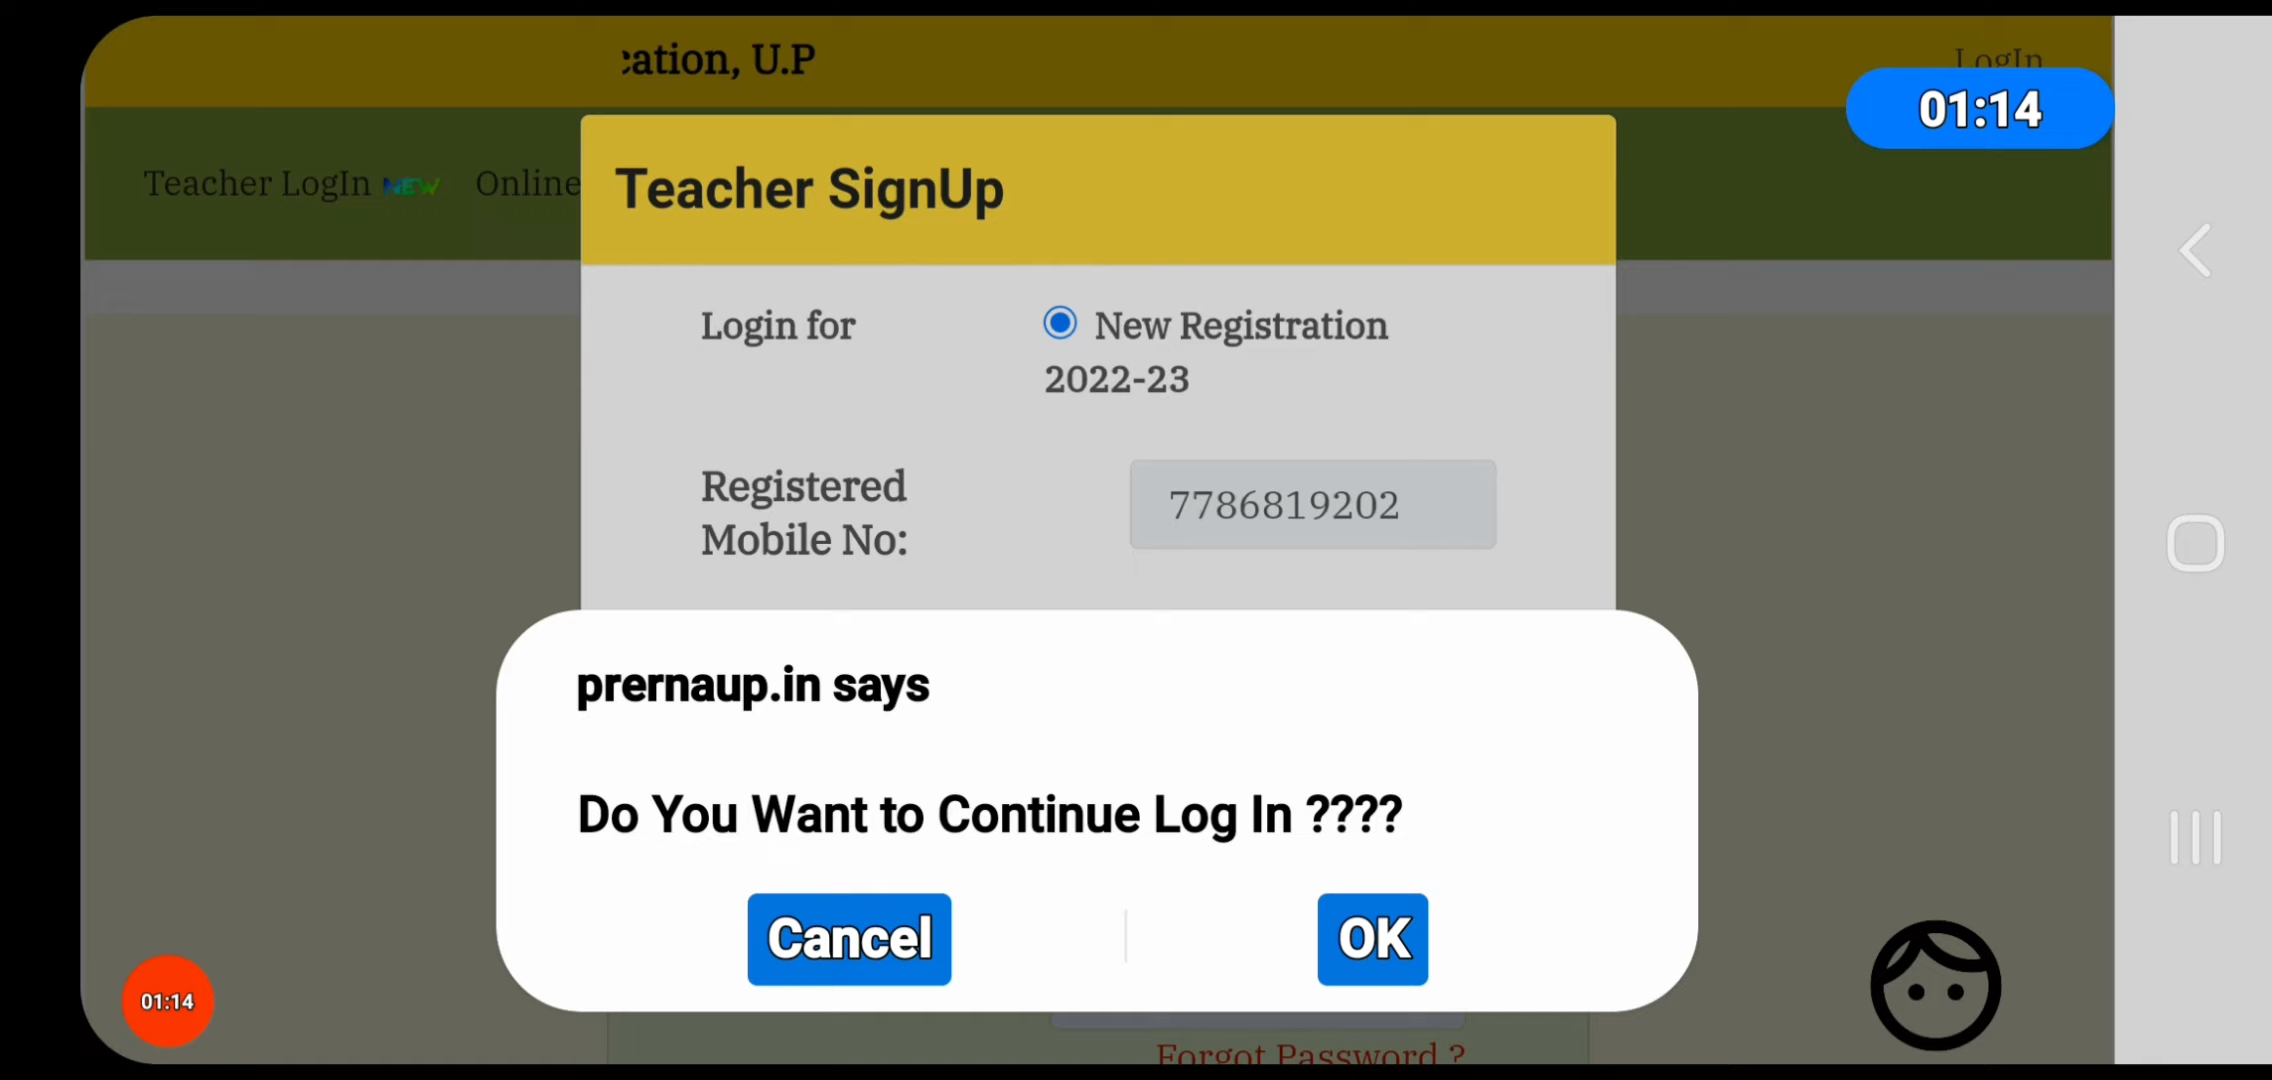 ation, U.P
LogIn
01:14
Teacher LogIn NEW Online
Teacher SignUp
Login for
New Registration
2022-23
Registered
Mobile No:
7786819202
prernaup.in says
Do You Want to Continue Log In ????
Cancel
OK
01:14
Forgot Password ?